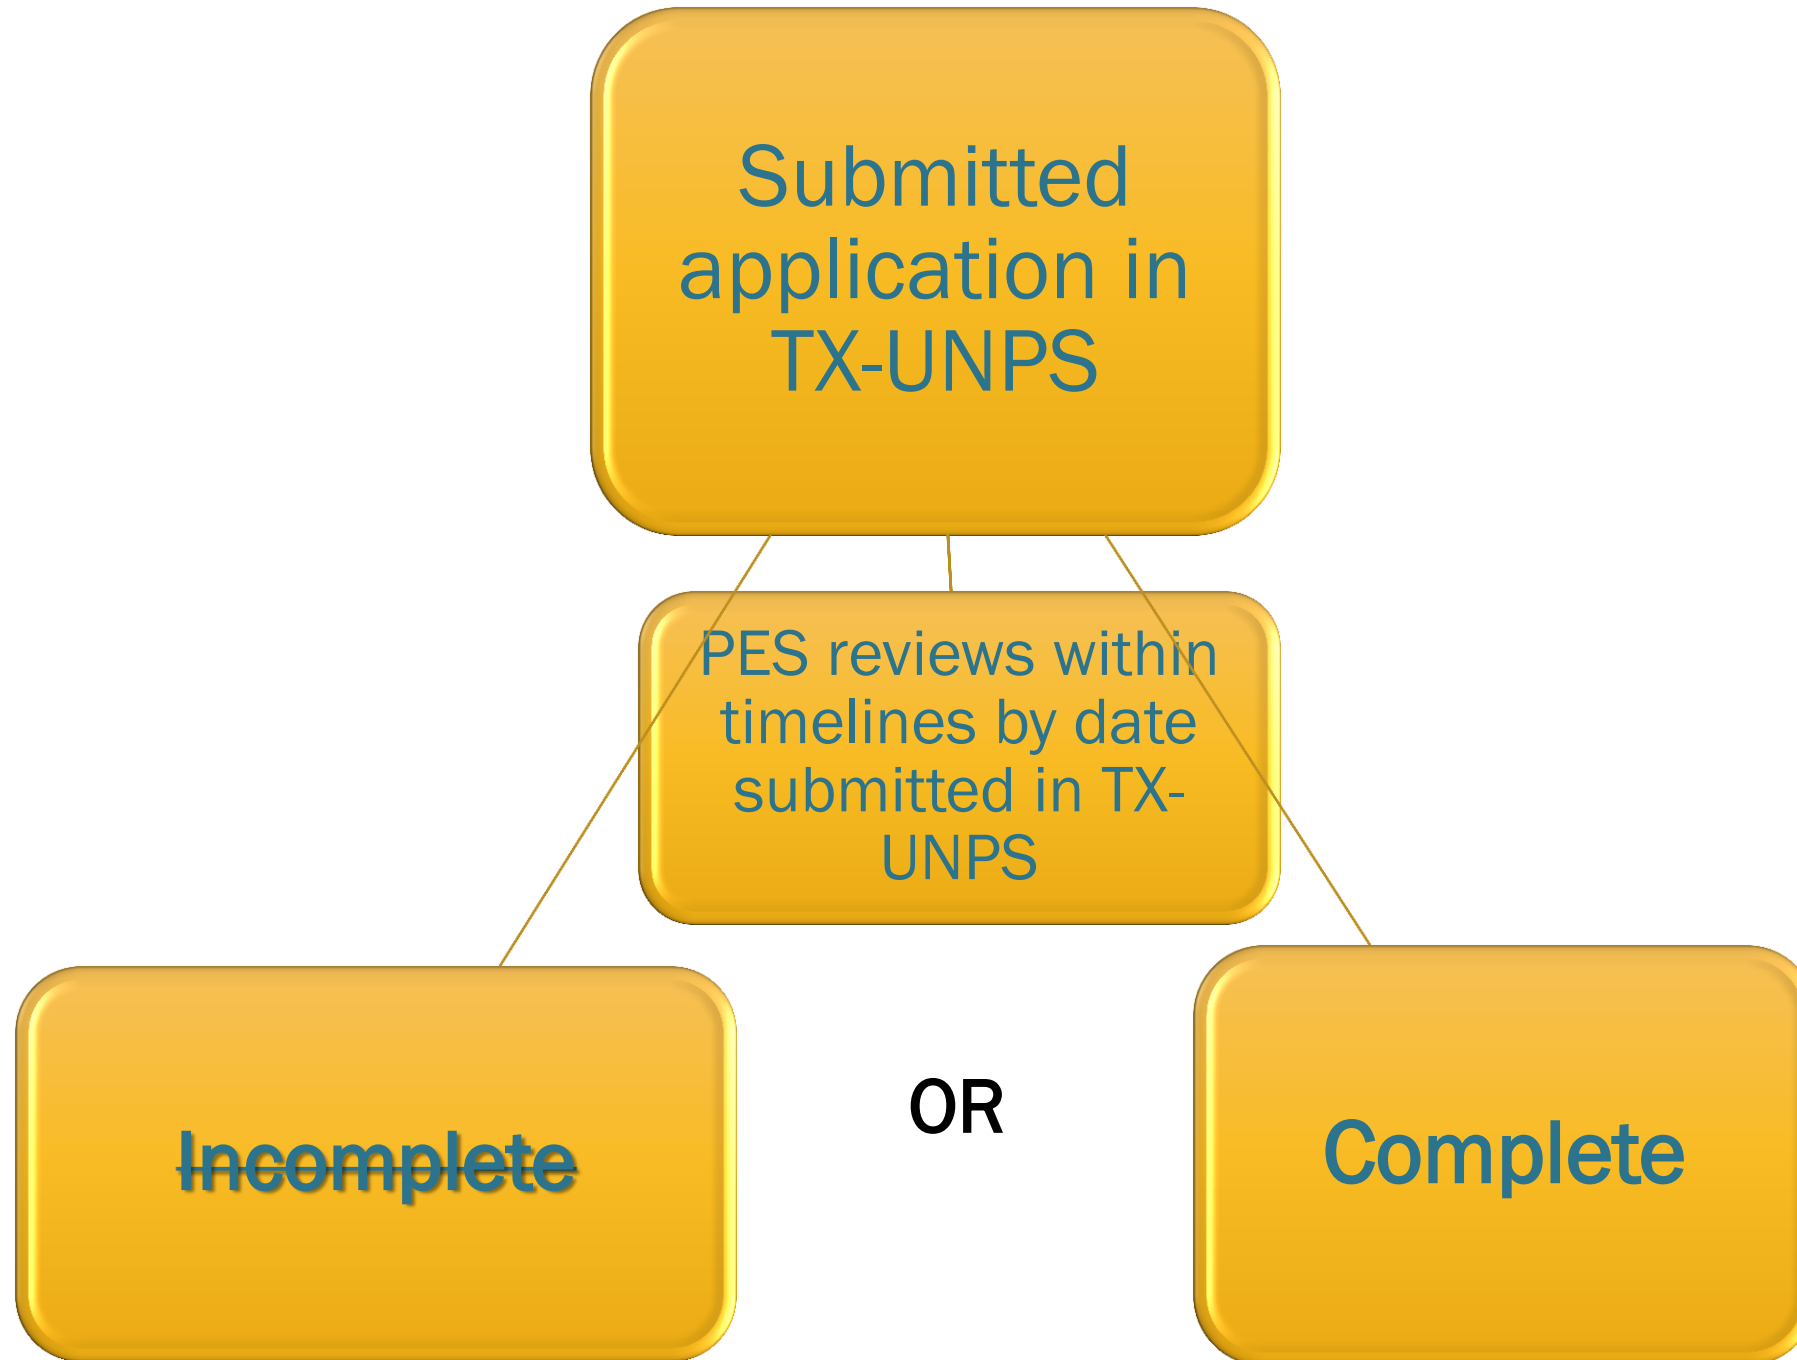 Submitted
application in
TX-UNPS
PES reviews within
timelines by date
submitted in TX-
UNPS
OR
Incomplete
Complete